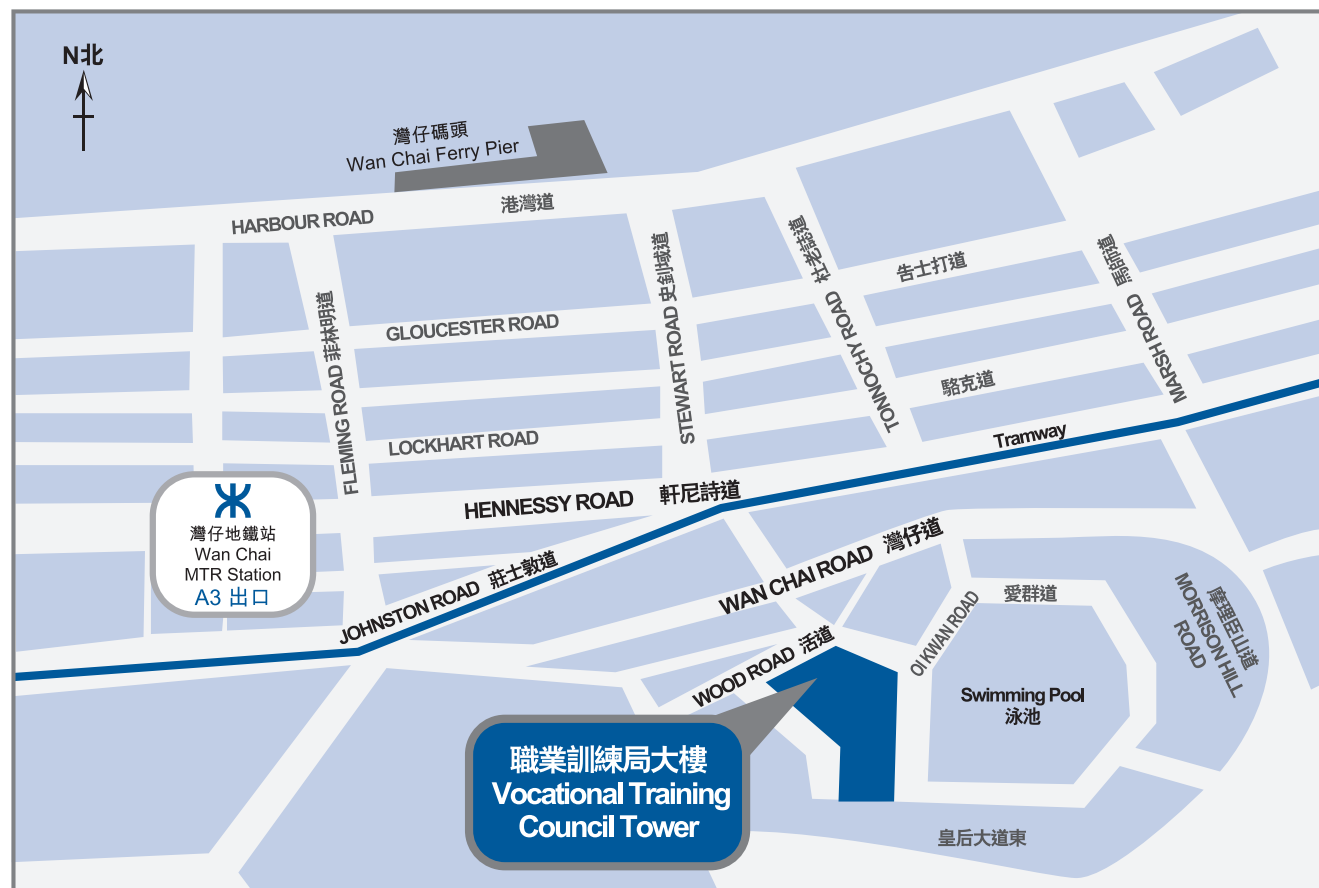 N北
灣仔碼頭
Wan Chai Ferry Pier
HARBOUR ROAD 港灣道
FLEMING ROAD 菲林明道
STEWART ROAD 史釗域道
TONNOCHY ROAD 杜老誌道
MARSH ROAD 馬師道
GLOUCESTER ROAD 告士打道
LOCKHART ROAD 駱克道
Tramway
HENNESSY ROAD 軒尼詩道
灣仔地鐵站
Wan Chai
MTR Station
A3 出口
JOHNSTON ROAD 莊士敦道
WAN CHAI ROAD 灣仔道
OI KWAN ROAD 愛群道
摩理臣山道
MORRISON HILL
ROAD
WOOD ROAD 活道
Swimming Pool
泳池
職業訓練局大樓
Vocational Training
Council Tower
皇后大道東